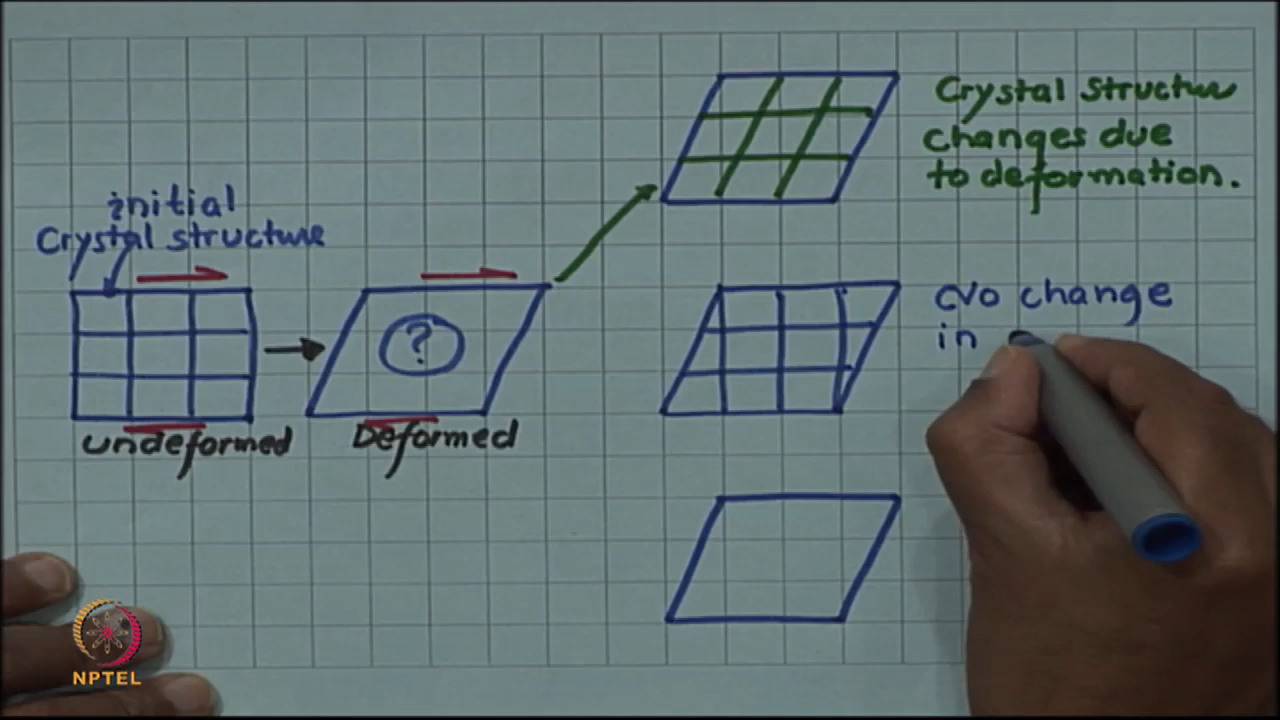 initial
Crystal structure
undeformed
?
Deformed
Crystal Structure
changes due
to deformation.
No change
in
NPTEL